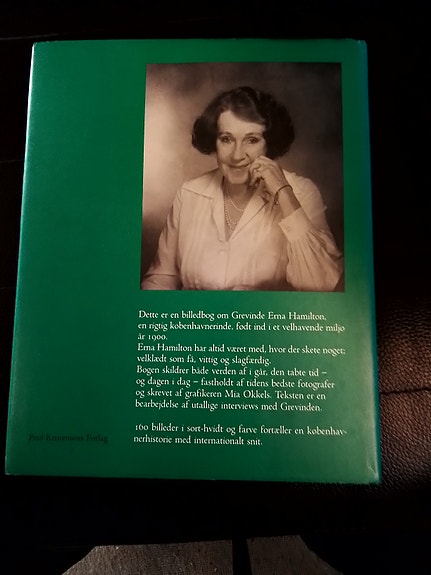 Dette er en billedbog om Grevinde Erna Hamilton,
en rigtig københavnerinde, født ind i et velhavende miljø
år 1900.
Erna Hamilton har altid været med, hvor der skete noget;
velklædt som få, vittig og slagfærdig.
Bogen skildrer både verden af i går, den tabte tid –
og dagen i dag – fastholdt af tidens bedste fotografer
og skrevet af grafikeren Mia Okkels. Teksten er en
bearbejdelse af utallige interviews med Grevinden.
160 billeder i sort-hvidt og farve fortæller en københav-
nerhistorie med internationalt snit.
Poul Kristensens Forlag